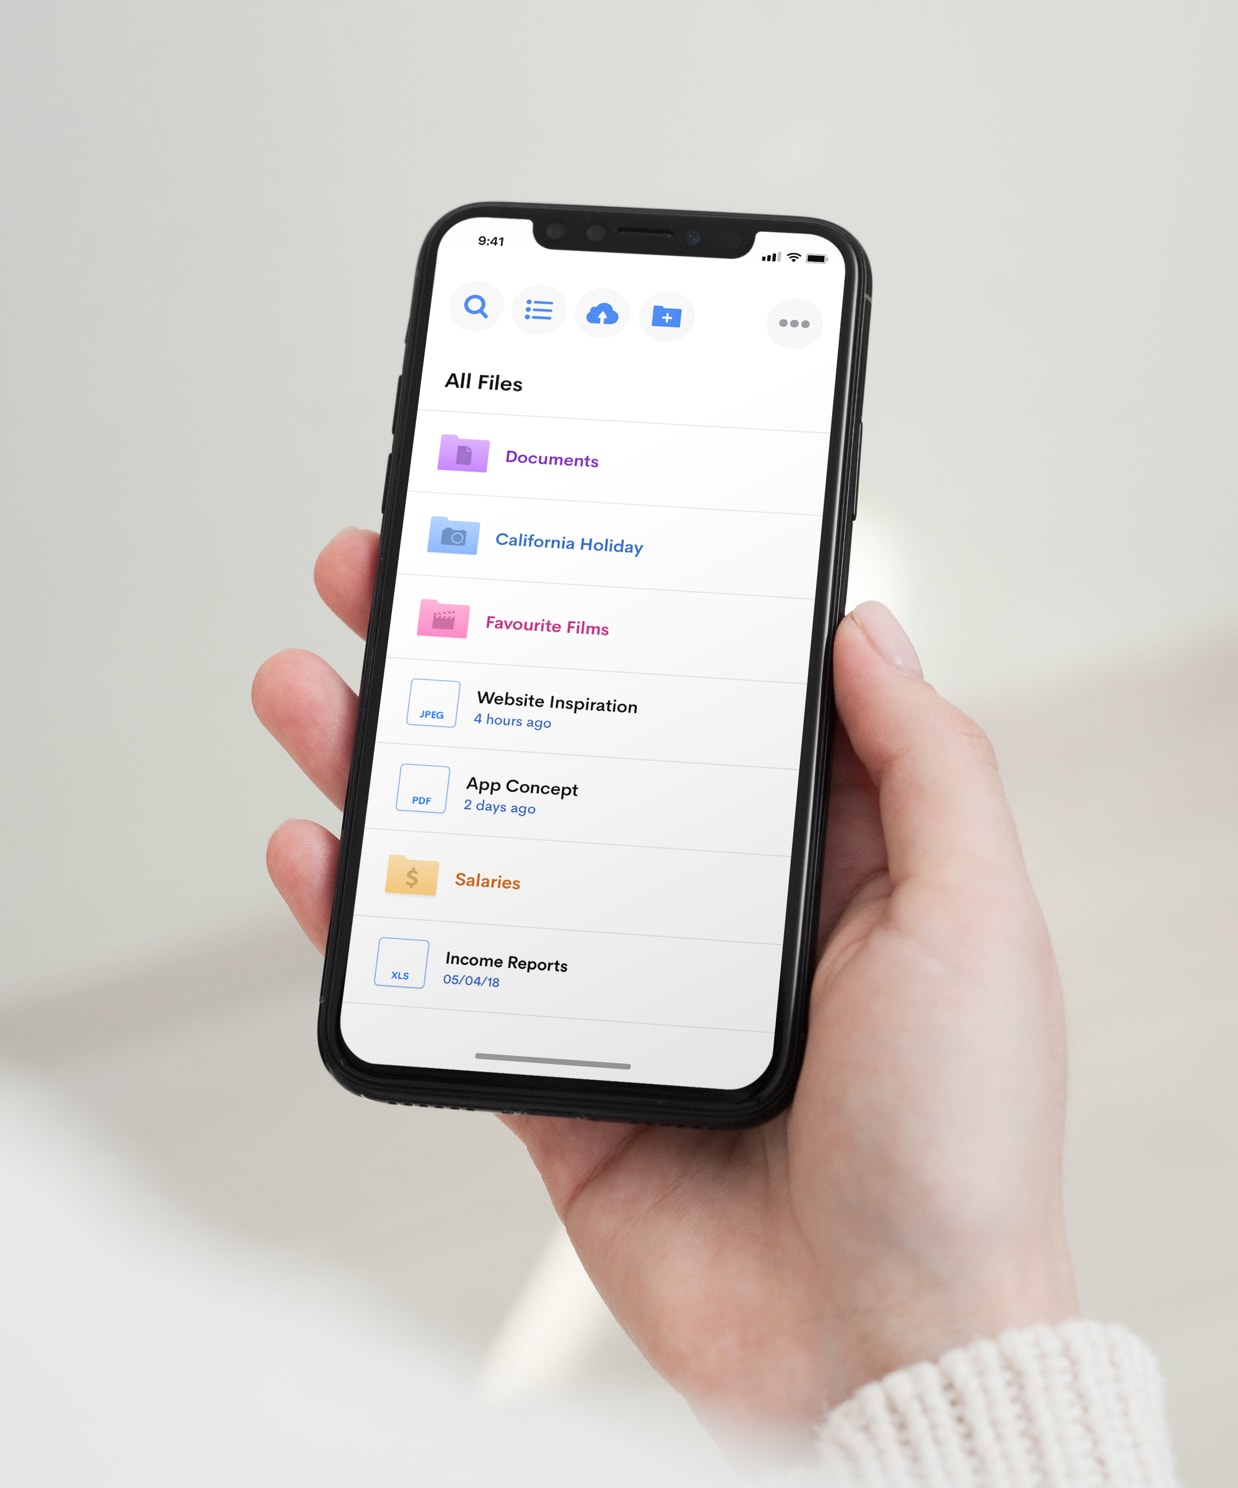 9:41
All Files
Documents
California Holiday
Favourite Films
JPEG
Website Inspiration
4 hours ago
PDF
App Concept
2 days ago
$
Salaries
XLS
Income Reports
05/04/18